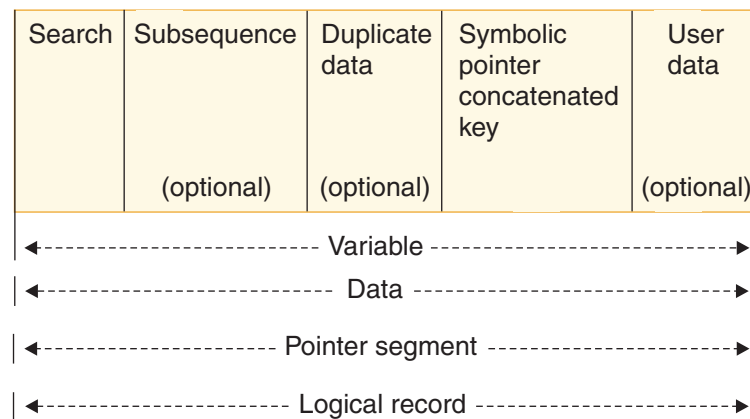 Search
Subsequence
(optional)
Duplicate
data
(optional)
Symbolic
pointer
concatenated
key
User
data
(optional)
Variable
Data
Pointer segment
Logical record